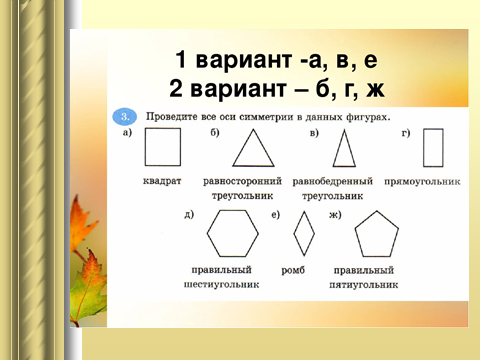 1 вариант -а, в, е
2 вариант – б, г, ж
3. Проведите все оси симметрии в данных фигурах.
а) б) в) г)
квадрат равносторонний равнобедренный прямоугольник
треугольник треугольник
д) е) ж)
правильный ромб правильный
шестиугольник пятиугольник